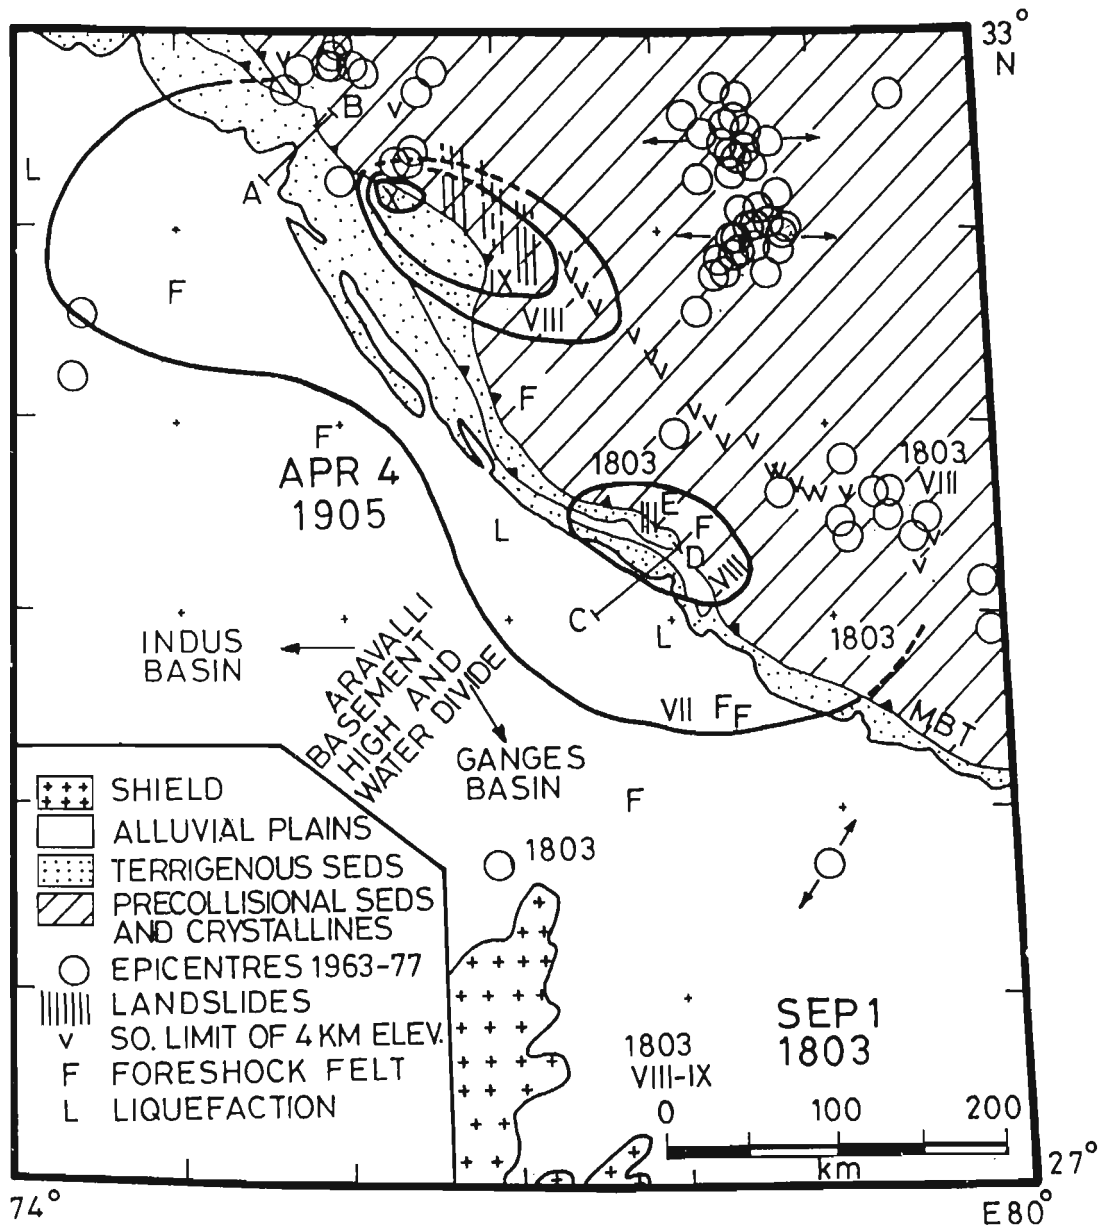 33°
N
B
L
A
X
F
IX
VIII
F
F
APR 4
1905
1803
1803
VIII
E
F
L
D
VIII
C
L
1803
INDUS
BASIN
ARAVALLI
BASEMENT
HIGH AND
WATER DIVIDE
VII
F
F
MBT
GANGES
BASIN
F
1803
SHIELD
ALLUVIAL PLAINS
TERRIGENOUS SEDS
PRECOLLISIONAL SEDS
AND CRYSTALLINES
EPICENTRES 1963-77
LANDSLIDES
V SO. LIMIT OF 4 KM ELEV.
F FORESHOCK FELT
L LIQUEFACTION
SEP 1
1803
1803
VIII-IX
0 100 200
km
27°
74°
E 80°